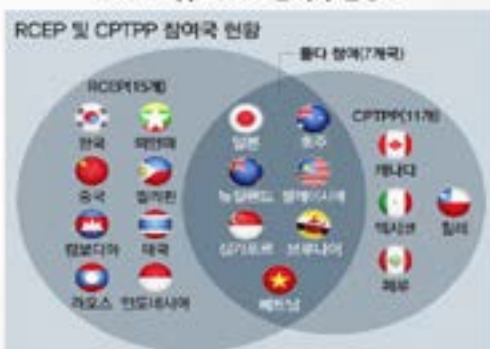 RCEP 및 CPTPP 참여국 현황
둘다 참여(7개국)
RCEP(15개)
CPTPP(11개)
한국 미얀마 일본 호주 캐나다
중국 필리핀 뉴질랜드 말레이시아 멕시코 칠레
캄보디아 태국 싱가포르 브루나이 페루
라오스 인도네시아 베트남